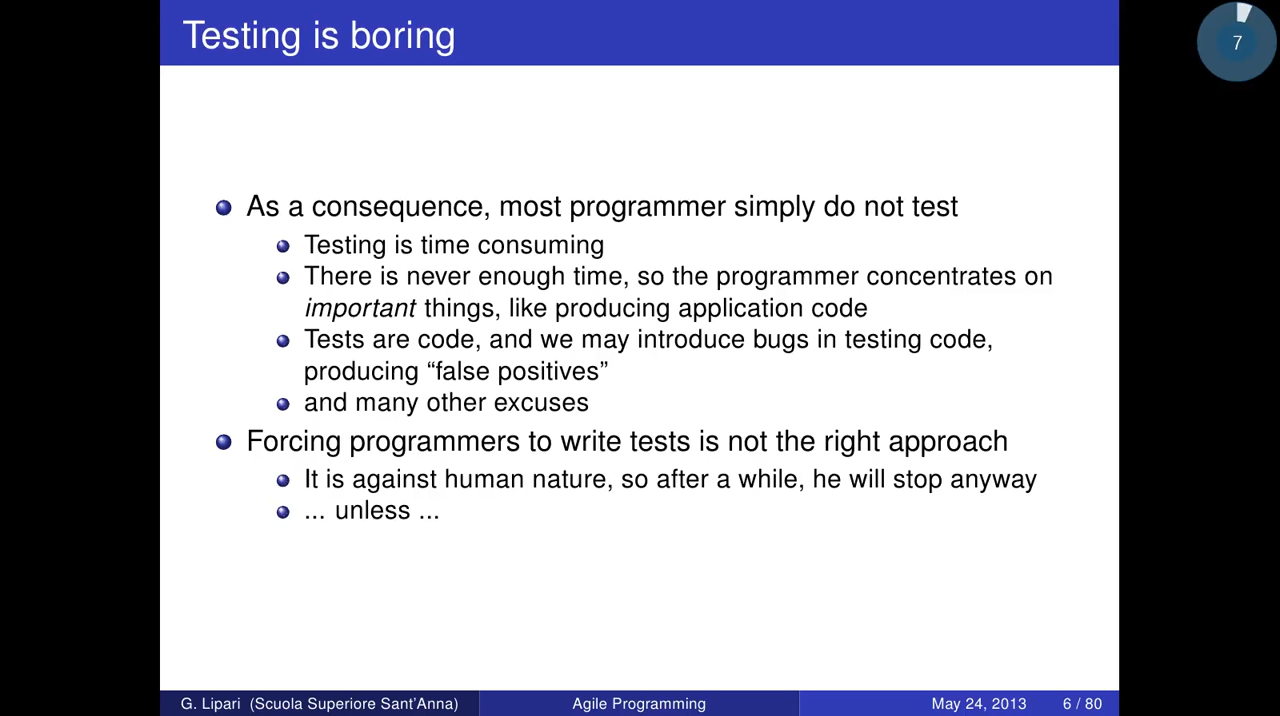 Testing is boring
7
As a consequence, most programmer simply do not test
Testing is time consuming
There is never enough time, so the programmer concentrates on
important things, like producing application code
Tests are code, and we may introduce bugs in testing code,
producing “false positives”
and many other excuses
Forcing programmers to write tests is not the right approach
It is against human nature, so after a while, he will stop anyway
... unless ...
G. Lipari (Scuola Superiore Sant’Anna) Agile Programming May 24, 2013 6 / 80